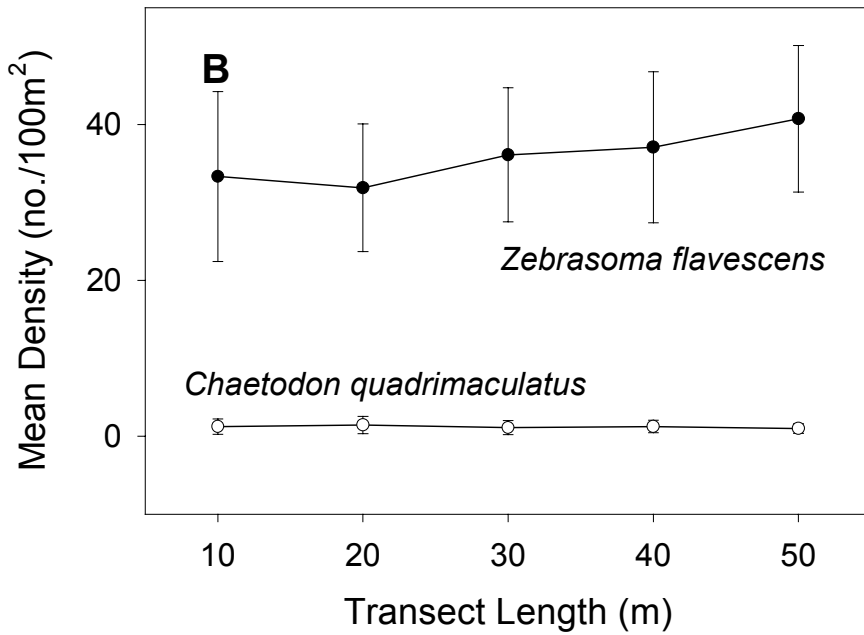 B
Mean Density (no./100m²)
40
20
0
Zebrasoma flavescens
Chaetodon quadrimaculatus
10 20 30 40 50
Transect Length (m)